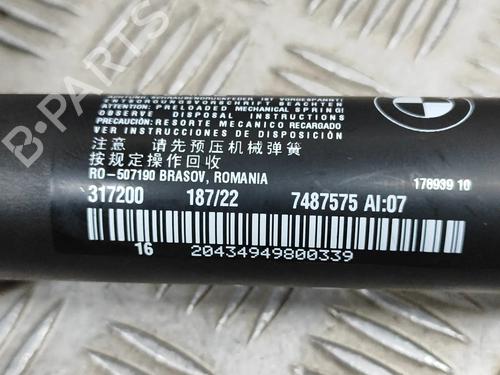 ACHTUNG: SCHRAUBENDRUCKFEDER IST VORGESPANNT!
ENTSORGUNGSVORSCHRIFT BEACHTEN
ATTENTION: PRELOADED MECHANICAL SPRING!
OBSERVE DISPOSAL INSTRUCTIONS
PRECAUCIÓN: RESORTE MECANICO RECARGADO
VER INSTRUCCIONES DE DISPOSICIÓN
注意 请先预压机械弹簧
按规定操作回收
RO-507190 BRASOV, ROMANIA
178939 10
317200 187/22 7487575 AI:07
16 20434949800339
B-PARTS